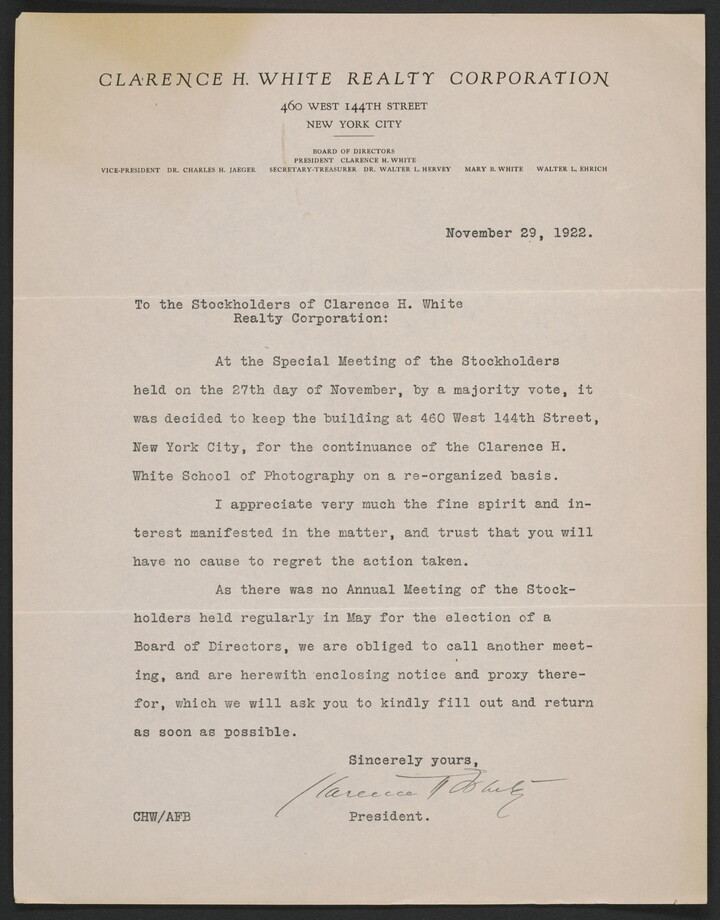 CLARENCE H. WHITE REALTY CORPORATION
460 WEST 144TH STREET
NEW YORK CITY
BOARD OF DIRECTORS
PRESIDENT CLARENCE H. WHITE
VICE-PRESIDENT DR. CHARLES H. JAEGER SECRETARY-TREASURER DR. WALTER L. HERVEY MARY B. WHITE WALTER L. EHRICH
November 29, 1922.
To the Stockholders of Clarence H. White
Realty Corporation:
At the Special Meeting of the Stockholders
held on the 27th day of November, by a majority vote, it
was decided to keep the building at 460 West 144th Street,
New York City, for the continuance of the Clarence H.
White School of Photography on a re-organized basis.
I appreciate very much the fine spirit and in-
terest manifested in the matter, and trust that you will
have no cause to regret the action taken.
As there was no Annual Meeting of the Stock-
holders held regularly in May for the election of a
Board of Directors, we are obliged to call another meet-
ing, and are herewith enclosing notice and proxy there-
for, which we will ask you to kindly fill out and return
as soon as possible.
Sincerely yours,
Clarence H White
CHW/AFB President.